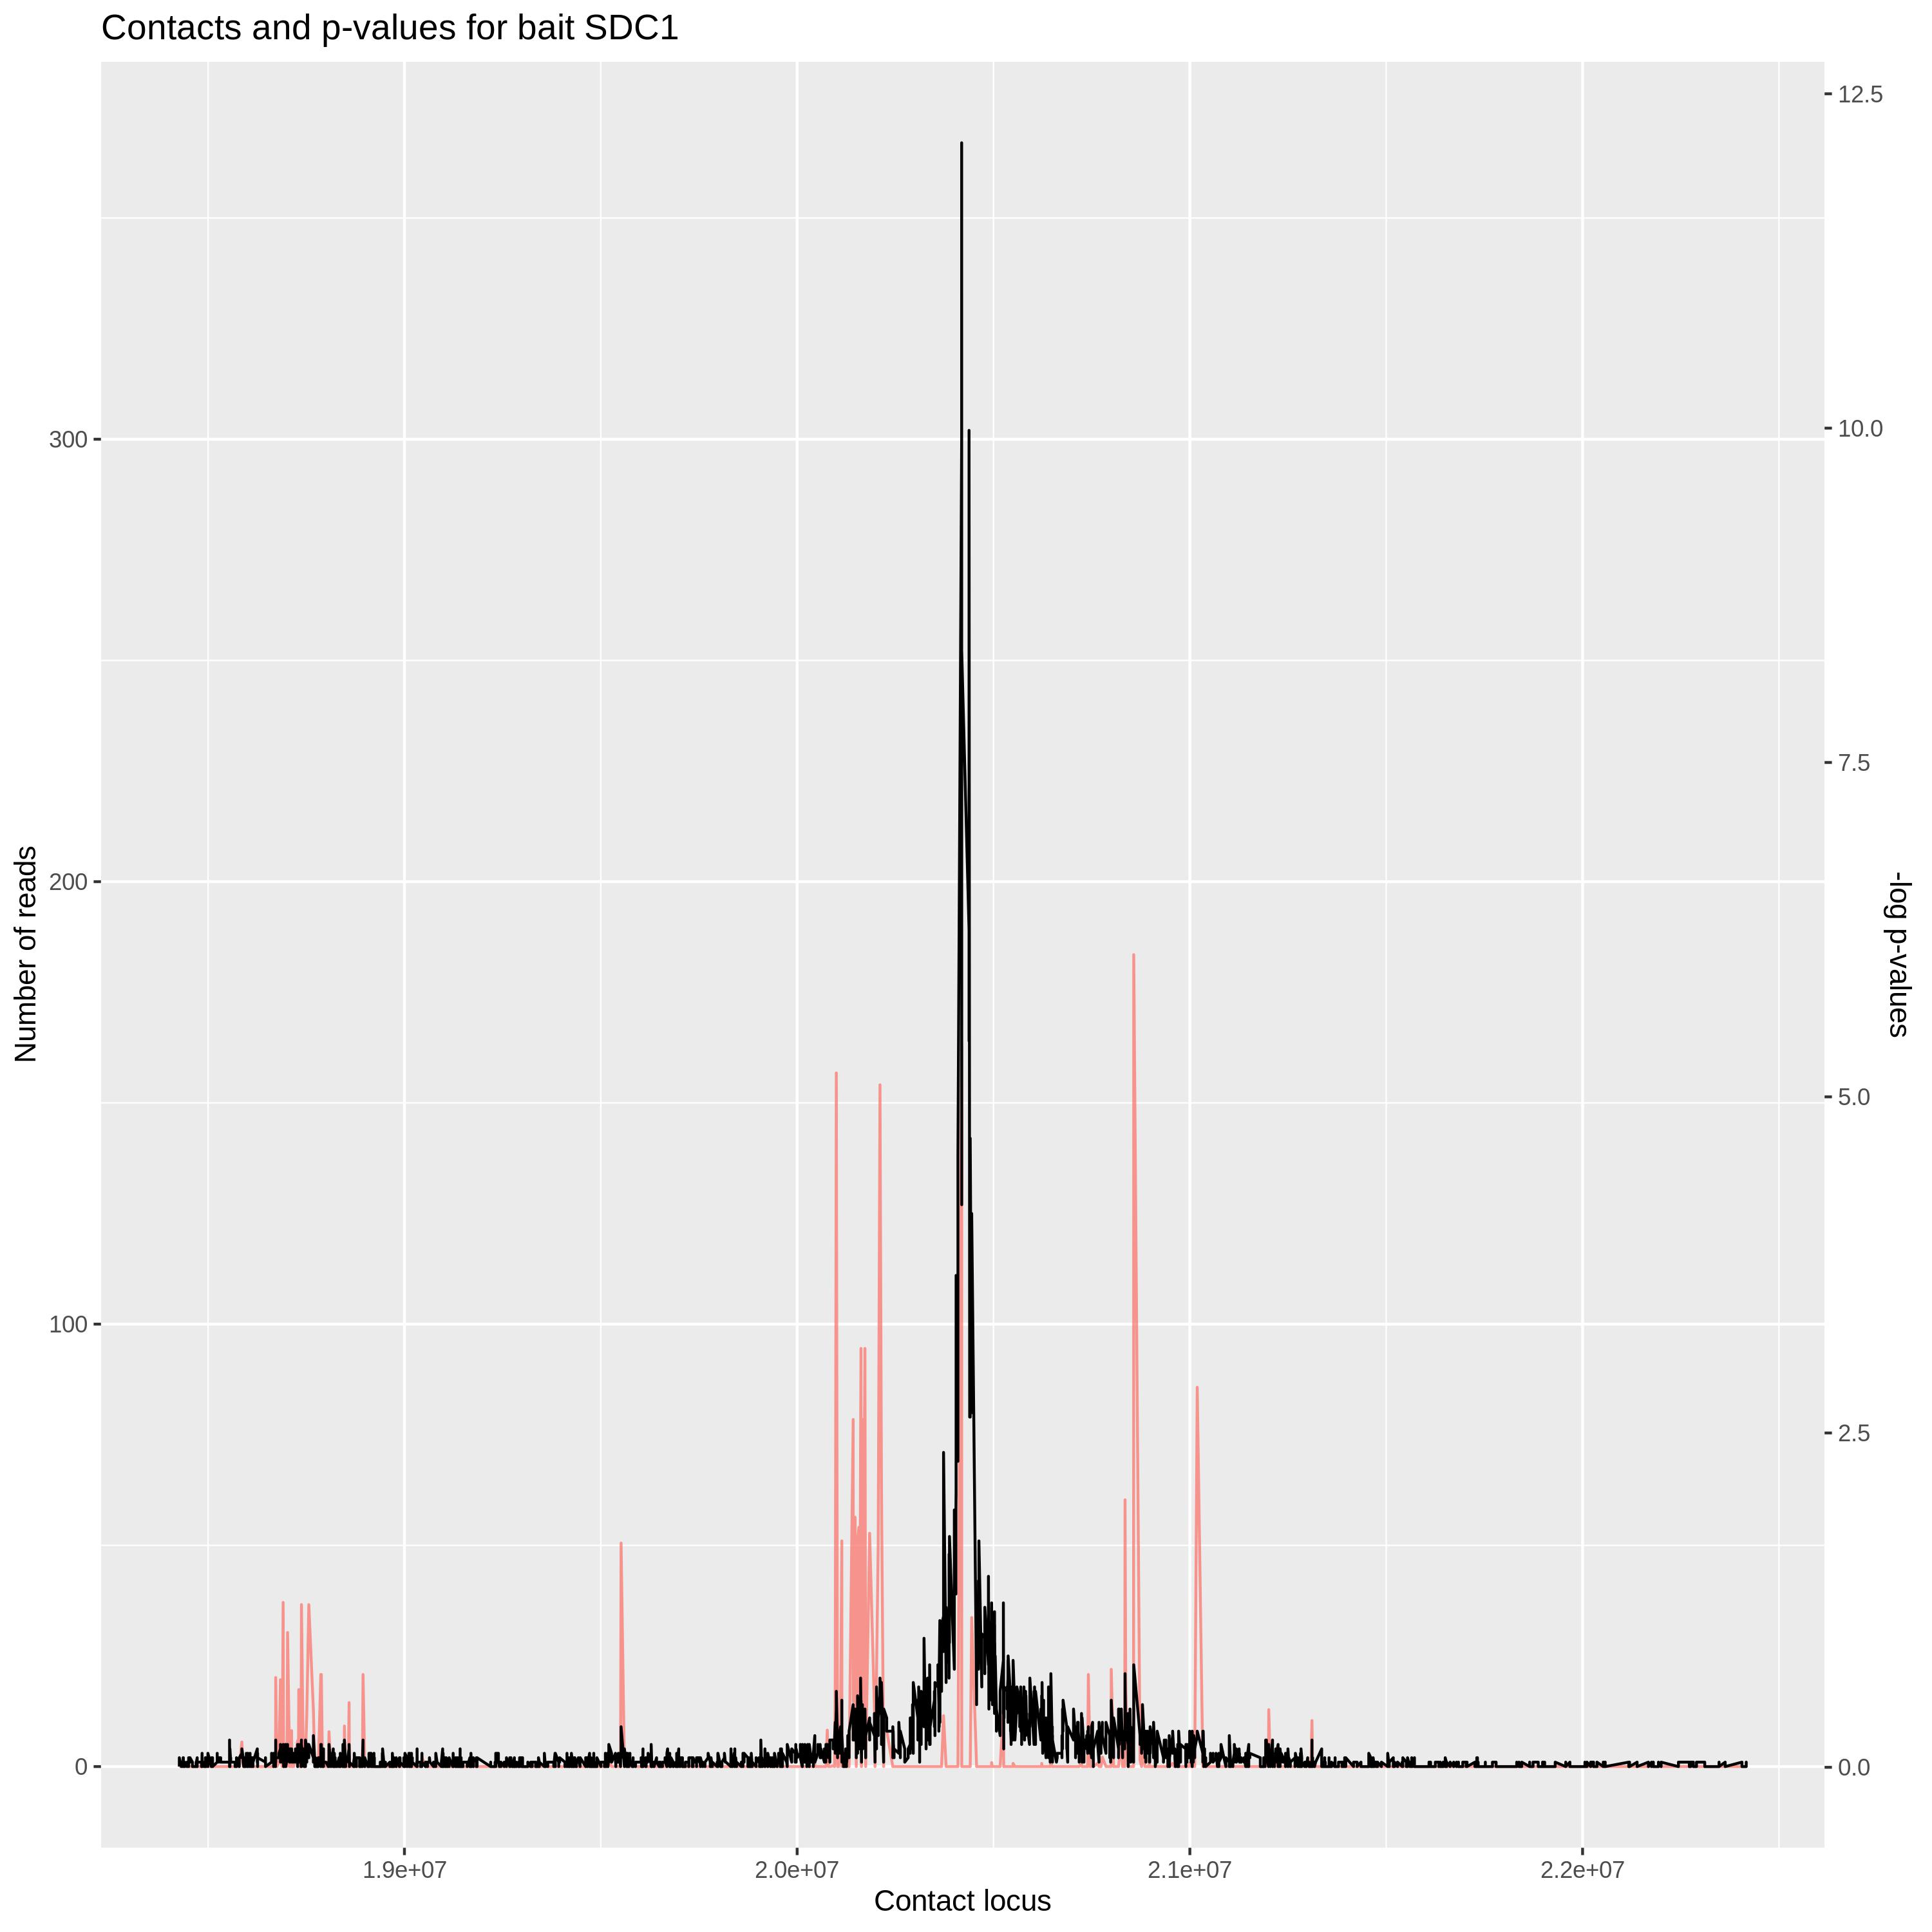 Contacts and p-values for bait SDC1
12.5
300
10.0
7.5
200
Number of reads
-log p-values
5.0
100
2.5
0
0.0
1.9e+07
2.0e+07
2.1e+07
2.2e+07
Contact locus